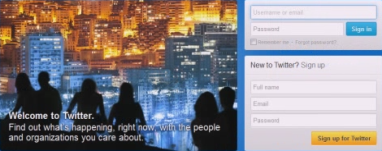 Welcome to Twitter.
Find out what's happening, right now, with the people
and organizations you care about.
Username or email
Password
Sign in
Remember me · Forgot password?
New to Twitter? Sign up
Full name
Email
Password
Sign up for Twitter